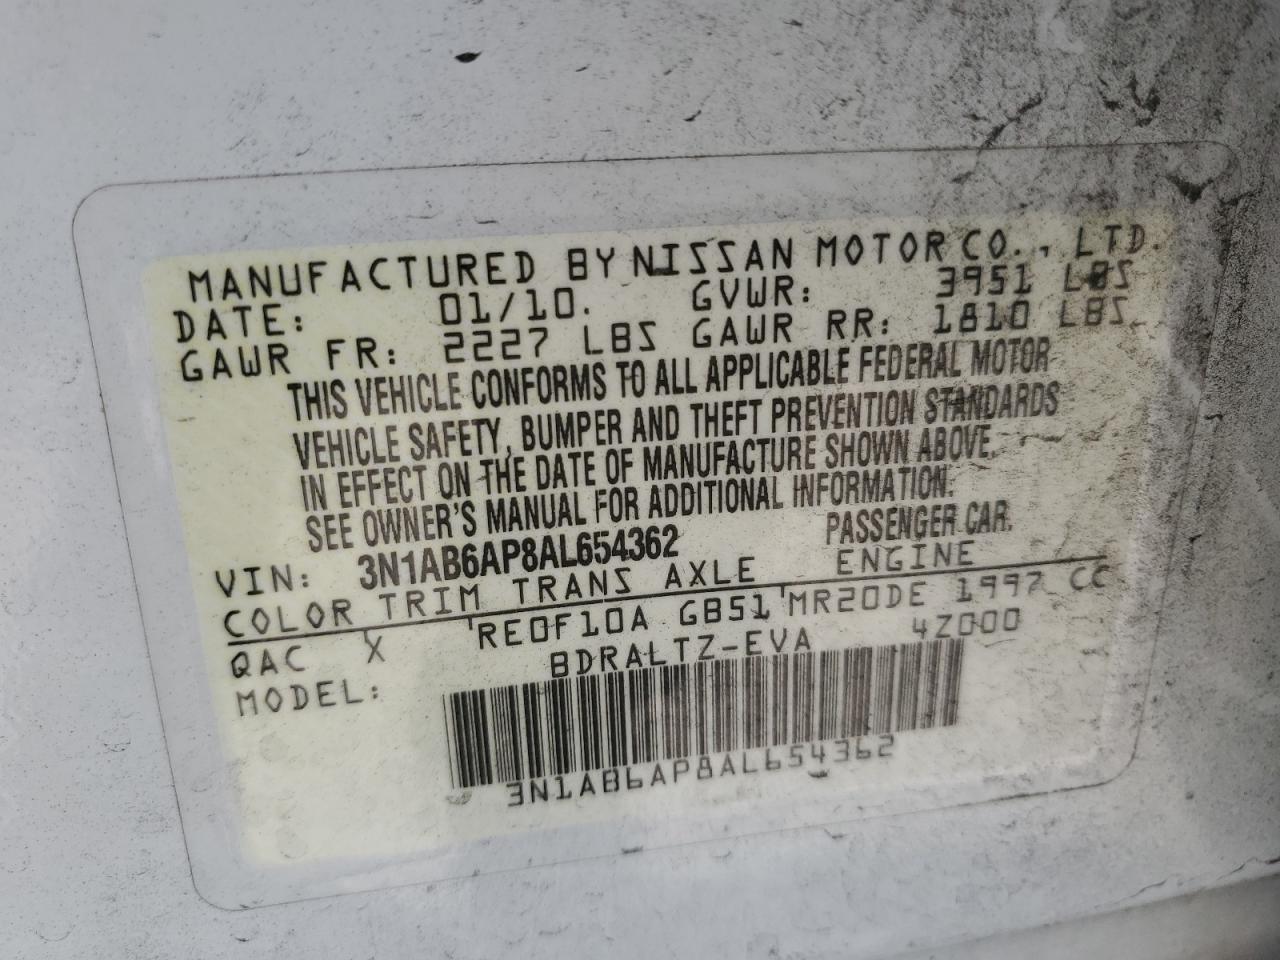 MANUFACTURED BY NISSAN MOTOR CO., LTD.
DATE: 01/10. GVWR: 3951 LBS
GAWR FR: 2227 LBS GAWR RR: 1810 LBS.
THIS VEHICLE CONFORMS TO ALL APPLICABLE FEDERAL MOTOR
VEHICLE SAFETY, BUMPER AND THEFT PREVENTION STANDARDS
IN EFFECT ON THE DATE OF MANUFACTURE SHOWN ABOVE.
SEE OWNER'S MANUAL FOR ADDITIONAL INFORMATION.
VIN: 3N1AB6AP8AL654362 PASSENGER CAR.
COLOR TRIM TRANS AXLE ENGINE
QAC X RE0F10A GB51 MR20DE 1997 CC
MODEL: BDRALTZ-EVA 4Z000
3N1AB6AP8AL654362